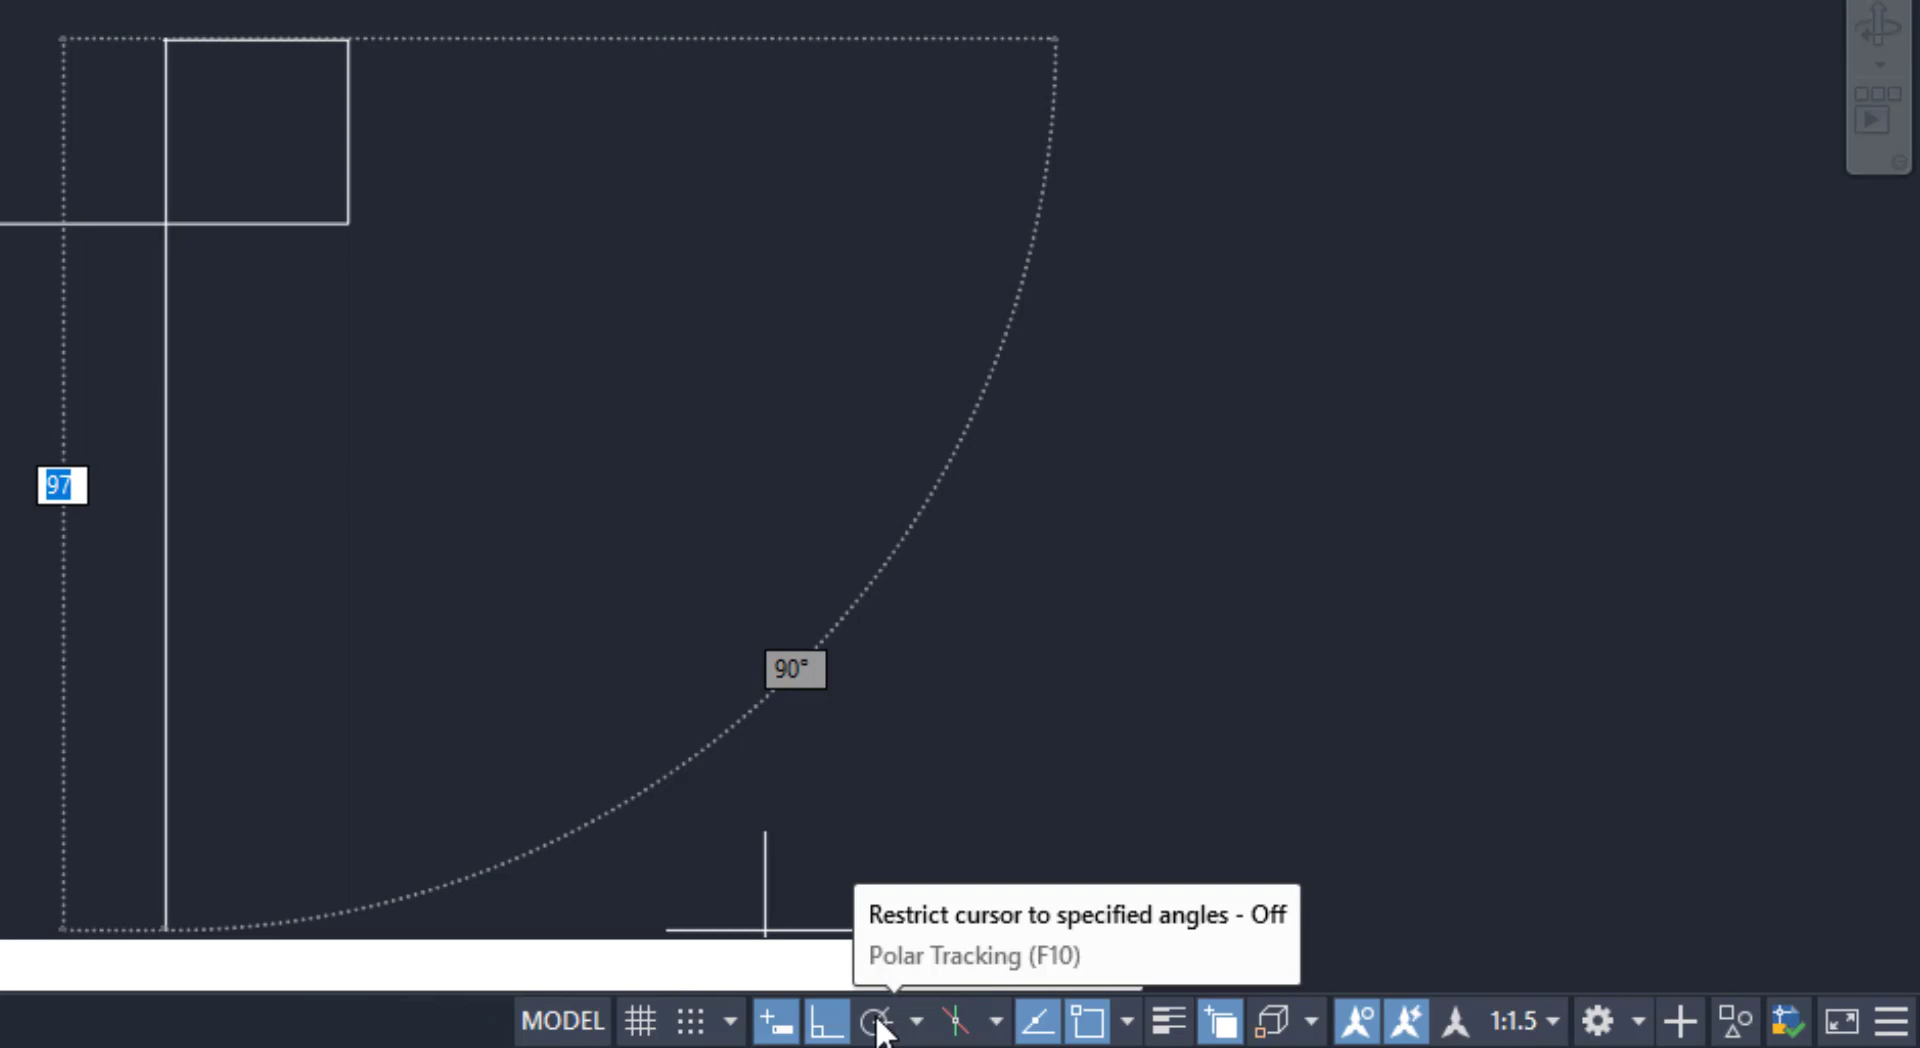 97
90°
Restrict cursor to specified angles - Off
Polar Tracking (F10)
MODEL
1:1.5